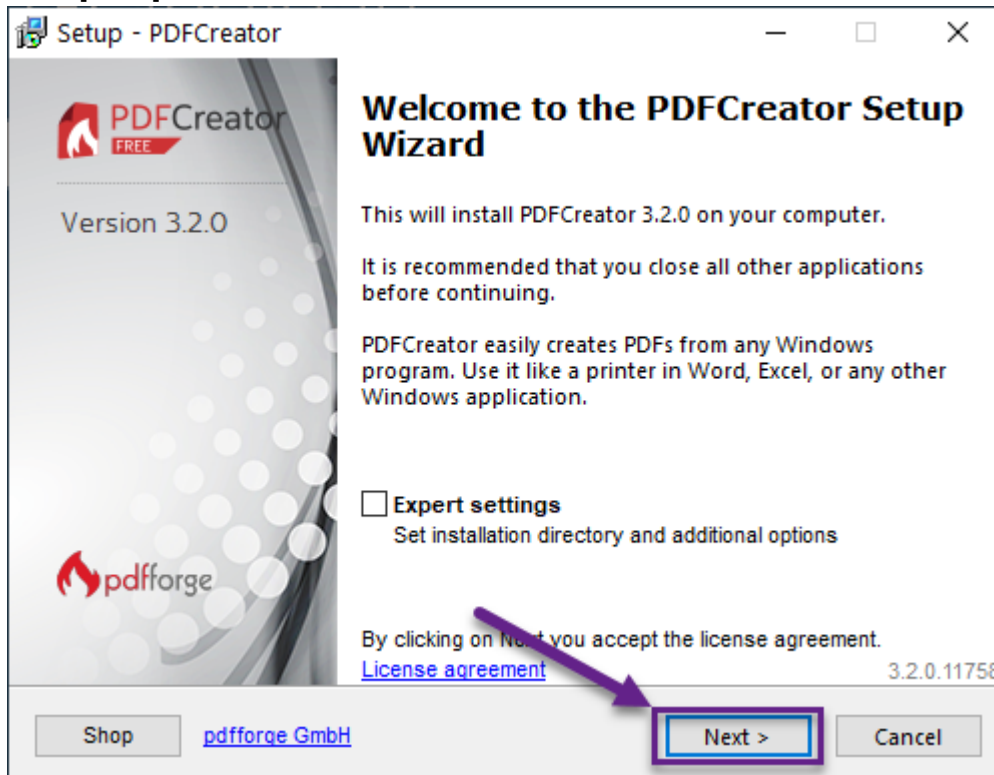 Setup - PDFCreator
PDFCreator
FREE
Version 3.2.0
pdfforge
Welcome to the PDFCreator Setup
Wizard
This will install PDFCreator 3.2.0 on your computer.
It is recommended that you close all other applications
before continuing.
PDFCreator easily creates PDFs from any Windows
program. Use it like a printer in Word, Excel, or any other
Windows application.
Expert settings
Set installation directory and additional options
By clicking on Next you accept the license agreement.
License agreement
3.2.0.11758
Shop
pdfforge GmbH
Next >
Cancel